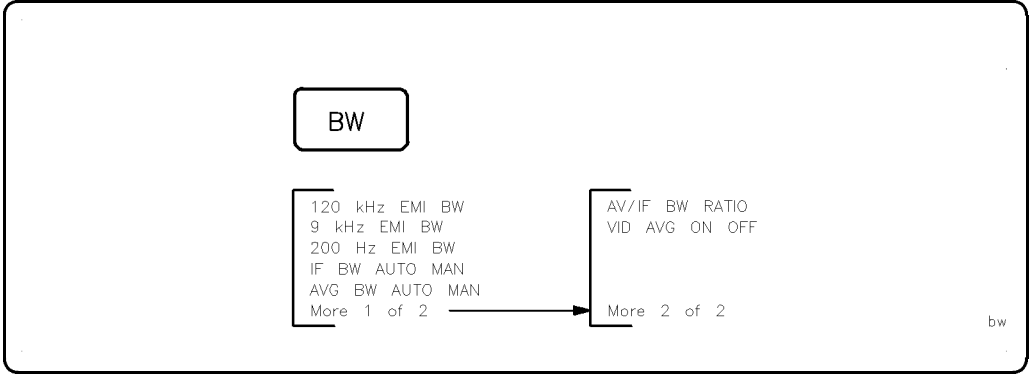 BW
120 kHz EMI BW
9 kHz EMI BW
200 Hz EMI BW
IF BW AUTO MAN
AVG BW AUTO MAN
More 1 of 2
AV/IF BW RATIO
VID AVG ON OFF
More 2 of 2
bw